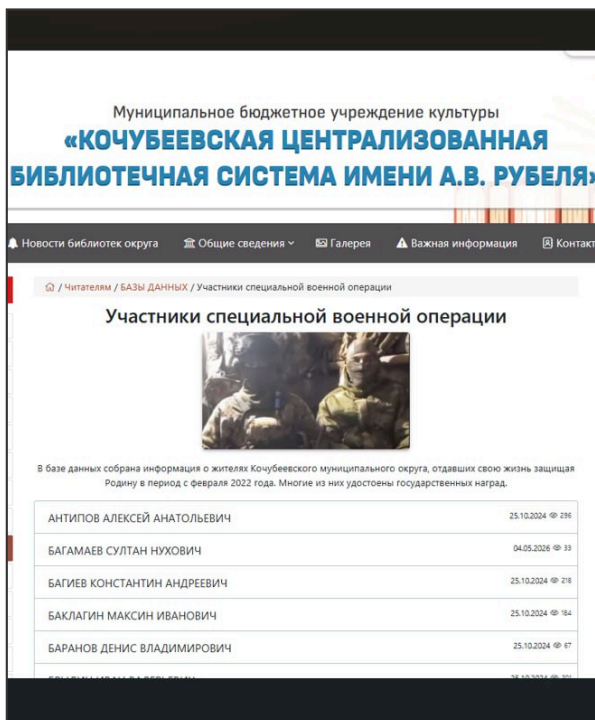 Муниципальное бюджетное учреждение культуры
«КОЧУБЕЕВСКАЯ ЦЕНТРАЛИЗОВАННАЯ
БИБЛИОТЕЧНАЯ СИСТЕМА ИМЕНИ А.В. РУБЕЛЯ»
Новости библиотек округа Общие сведения Галерея Важная информация Контакт
/ Читателям / БАЗЫ ДАННЫХ / Участники специальной военной операции
Участники специальной военной операции
В базе данных собрана информация о жителях Кочубеевского муниципального округа, отдавших свою жизнь защищая
Родину в период с февраля 2022 года. Многие из них удостоены государственных наград.
АНТИПОВ АЛЕКСЕЙ АНАТОЛЬЕВИЧ 25.10.2024 296
БАГАМАЕВ СУЛТАН НУХОВИЧ 04.05.2026 33
БАГИЕВ КОНСТАНТИН АНДРЕЕВИЧ 25.10.2024 218
БАКЛАГИН МАКСИН ИВАНОВИЧ 25.10.2024 184
БАРАНОВ ДЕНИС ВЛАДИМИРОВИЧ 25.10.2024 67